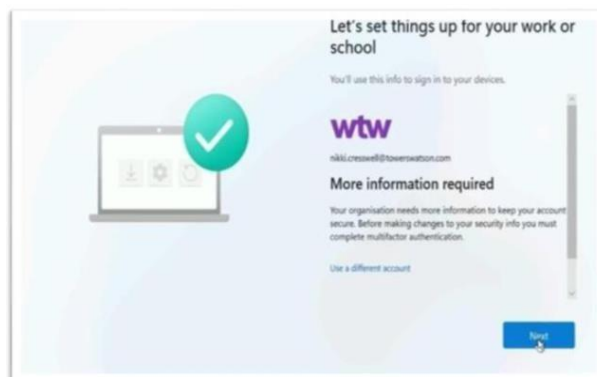 Let's set things up for your work or
school
You'll use this info to sign in to your devices.
wtw
nikki.cresswell@towerswatson.com
More information required
Your organisation needs more information to keep your account
secure. Before making changes to your security info you must
complete multifactor authentication.
Use a different account
Next